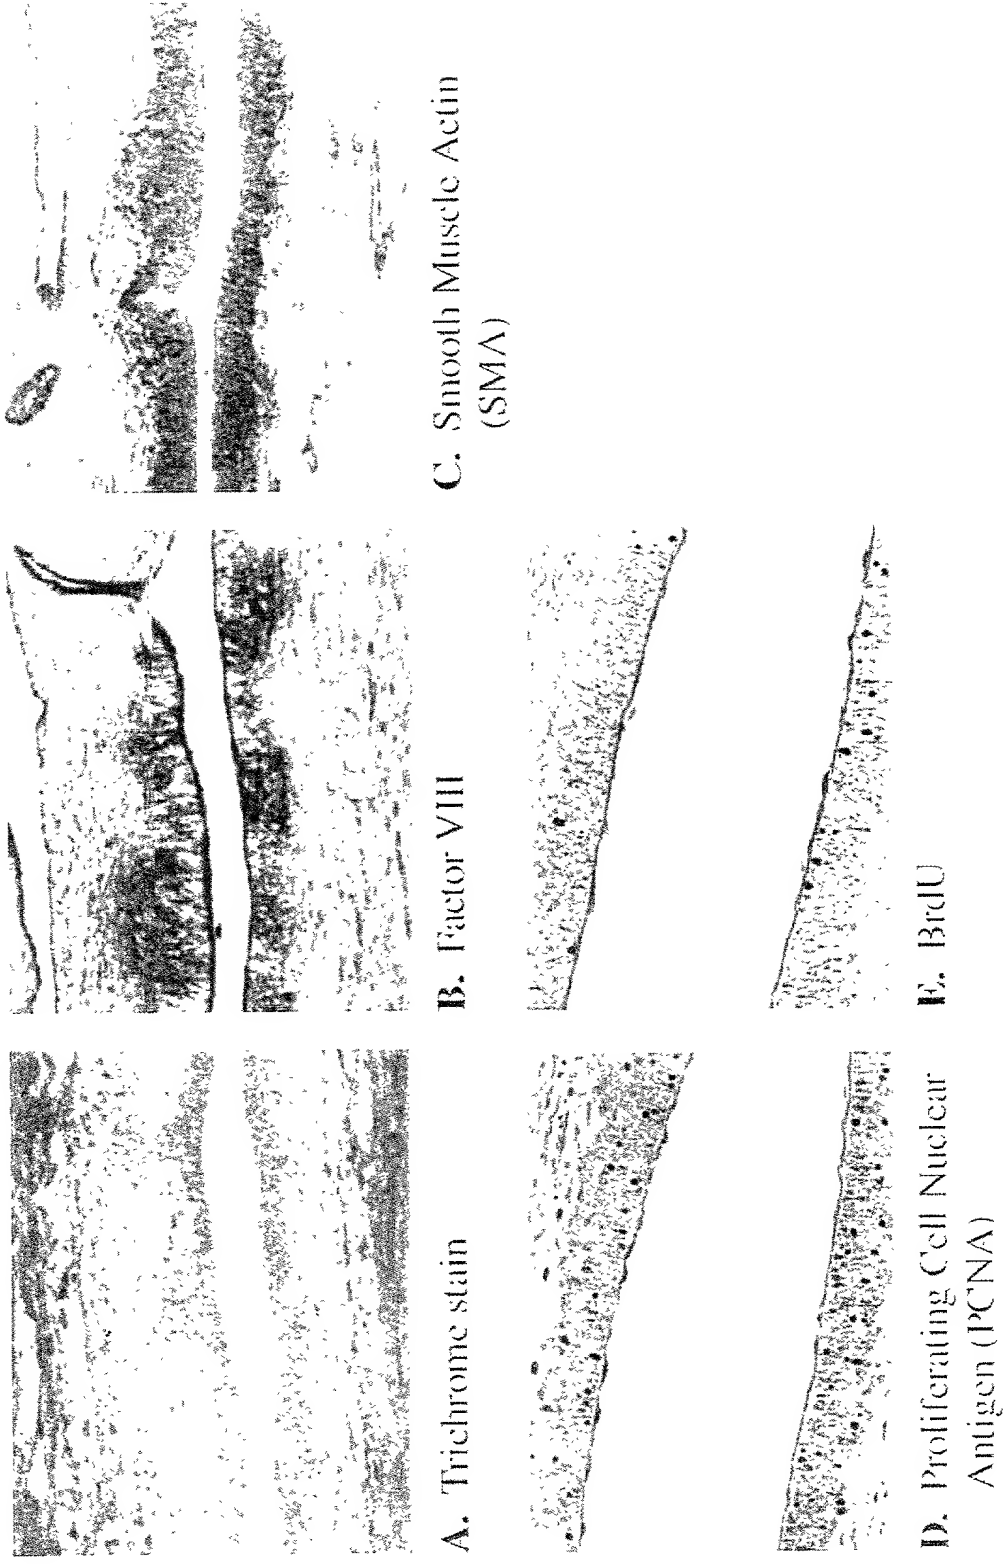 A. Trichrome stain
B. Factor VIII
C. Smooth Muscle Actin
(SMA)
D. Proliferating Cell Nuclear
Antigen (PCNA)
E. BrdU